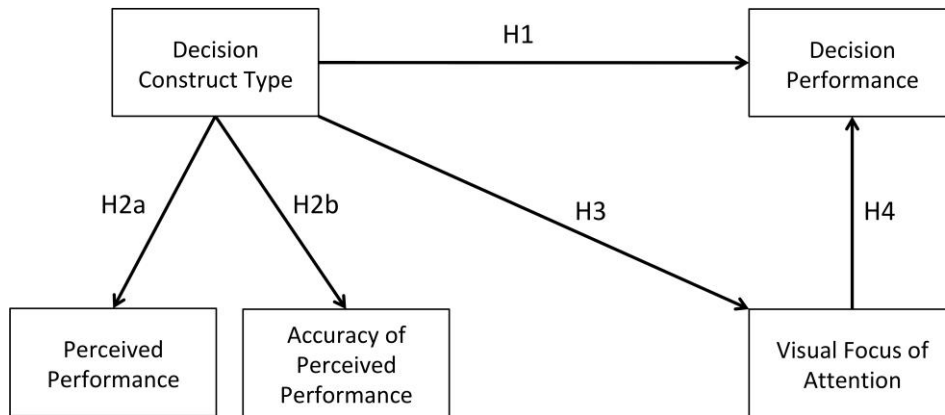 Decision
Construct Type
H1
Decision
Performance
H2a
H2b
H3
H4
Perceived
Performance
Accuracy of
Perceived
Performance
Visual Focus of
Attention